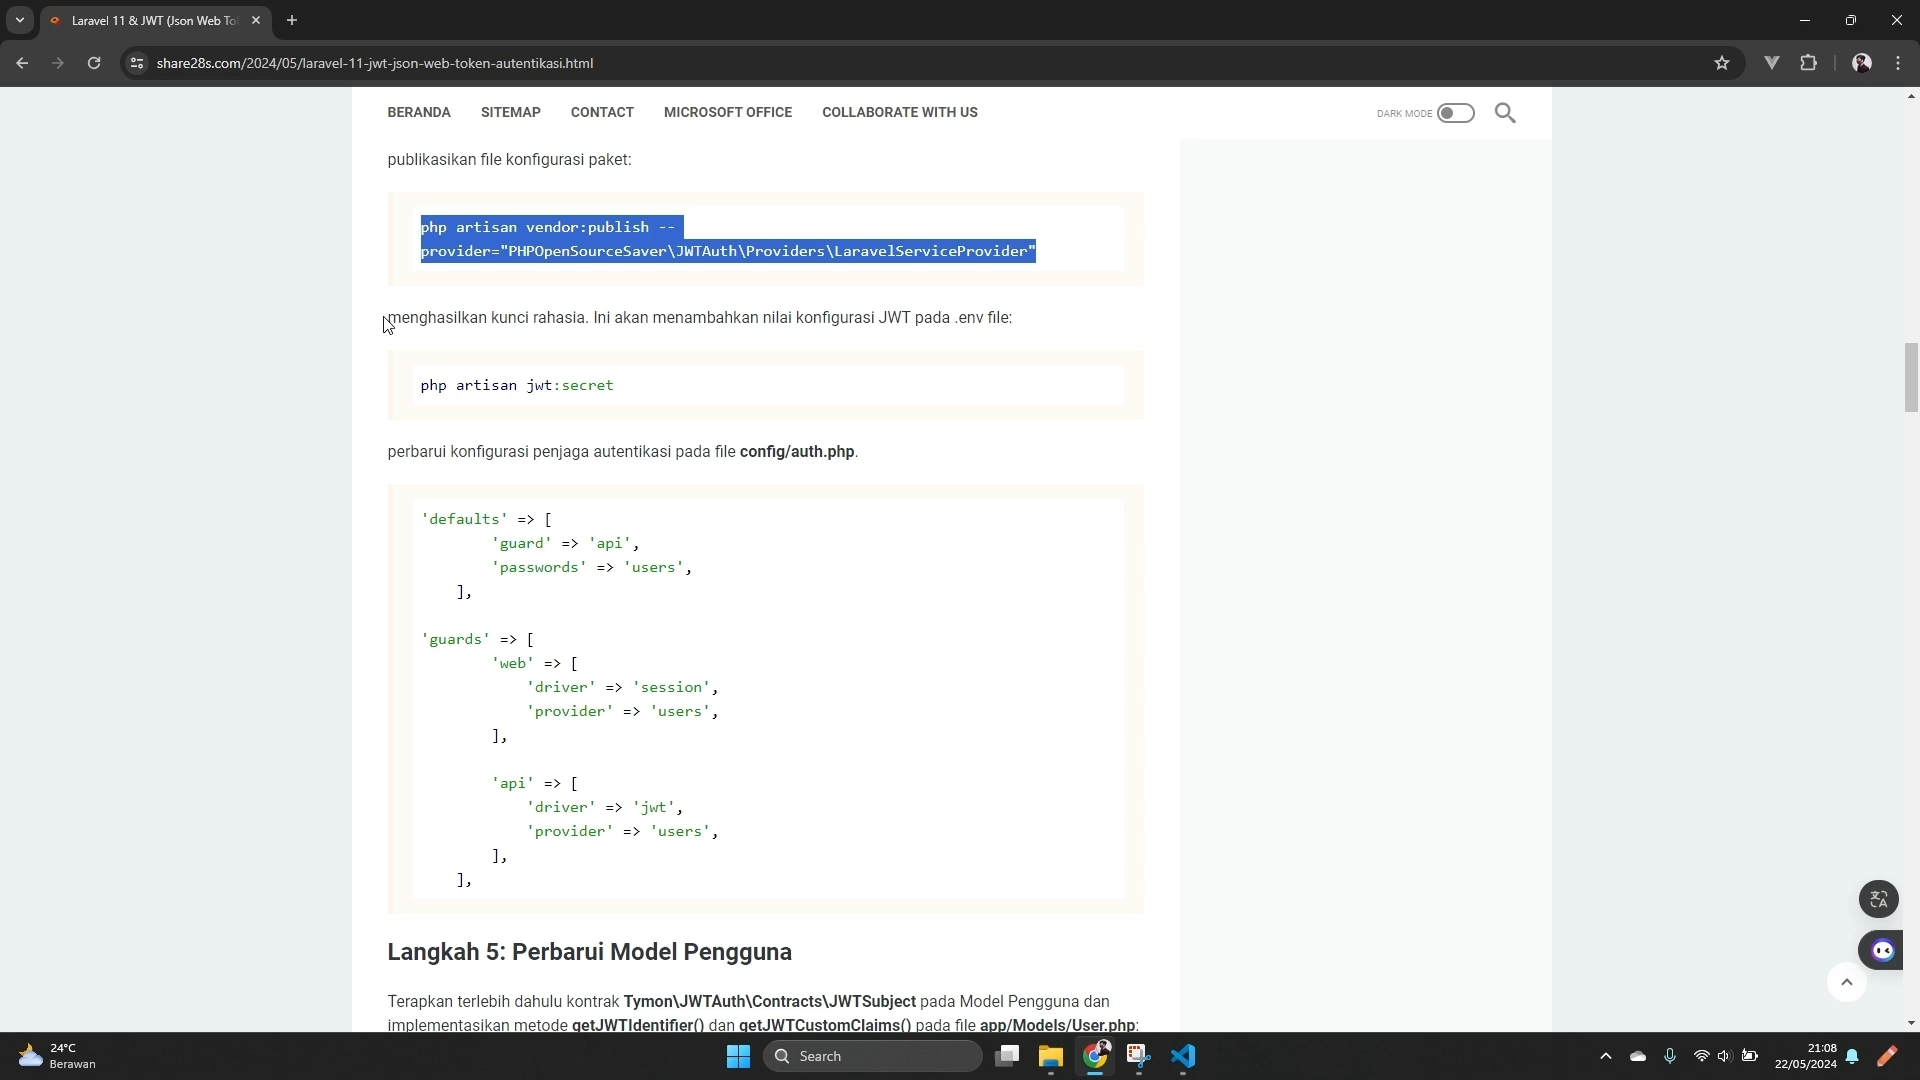 Laravel 11 & JWT (Json Web Tok
share28s.com/2024/05/laravel-11-jwt-json-web-token-autentikasi.html
BERANDA SITEMAP CONTACT MICROSOFT OFFICE COLLABORATE WITH US DARK MODE
publikasikan file konfigurasi paket:
php artisan vendor:publish --
provider="PHPOpenSourceSaver\JWTAuth\Providers\LaravelServiceProvider"
menghasilkan kunci rahasia. Ini akan menambahkan nilai konfigurasi JWT pada .env file:
php artisan jwt:secret
perbarui konfigurasi penjaga autentikasi pada file config/auth.php.
'defaults' => [
'guard' => 'api',
'passwords' => 'users',
],
'guards' => [
'web' => [
'driver' => 'session',
'provider' => 'users',
],
'api' => [
'driver' => 'jwt',
'provider' => 'users',
],
],
Langkah 5: Perbarui Model Pengguna
Terapkan terlebih dahulu kontrak Tymon\JWTAuth\Contracts\JWTSubject pada Model Pengguna dan
implementasikan metode getJWTIdentifier() dan getJWTCustomClaims() pada file app/Models/User.php:
24°C
Berawan
Search
21:08
22/05/2024